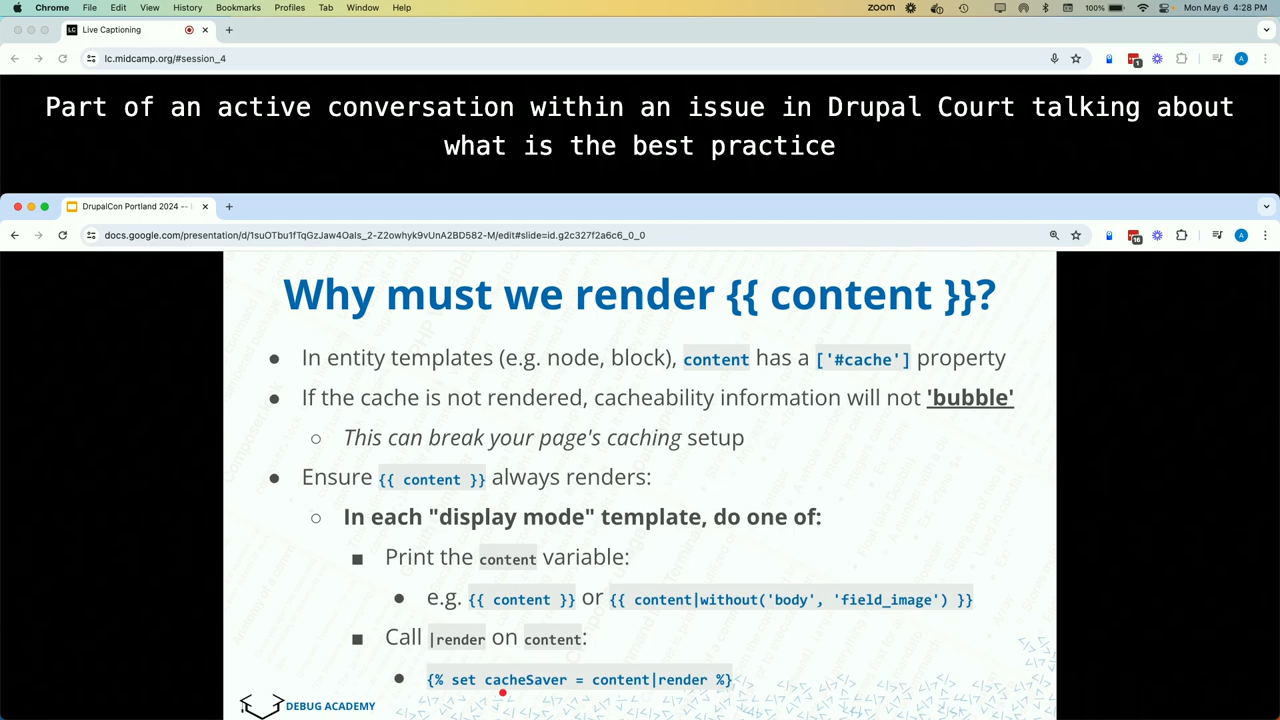 Chrome File Edit View History Bookmarks Profiles Tab Window Help zoom 100% Mon May 6 4:28 PM
LC Live Captioning
lc.midcamp.org/#session_4 1 A
Part of an active conversation within an issue in Drupal Court talking about
what is the best practice
DrupalCon Portland 2024 --
docs.google.com/presentation/d/1suOTbu1fTqGzJaw4Oals_2-Z2owhyk9vUnA2BD582-M/edit#slide=id.g2c327f2a6c6_0_0 16 A
Why must we render {{ content }}?
● In entity templates (e.g. node, block), content has a ['#cache'] property
● If the cache is not rendered, cacheability information will not 'bubble'
○ This can break your page's caching setup
● Ensure {{ content }} always renders:
○ In each "display mode" template, do one of:
■ Print the content variable:
● e.g. {{ content }} or {{ content|without('body', 'field_image') }}
■ Call |render on content:
● {% set cacheSaver = content|render %}
DEBUG ACADEMY